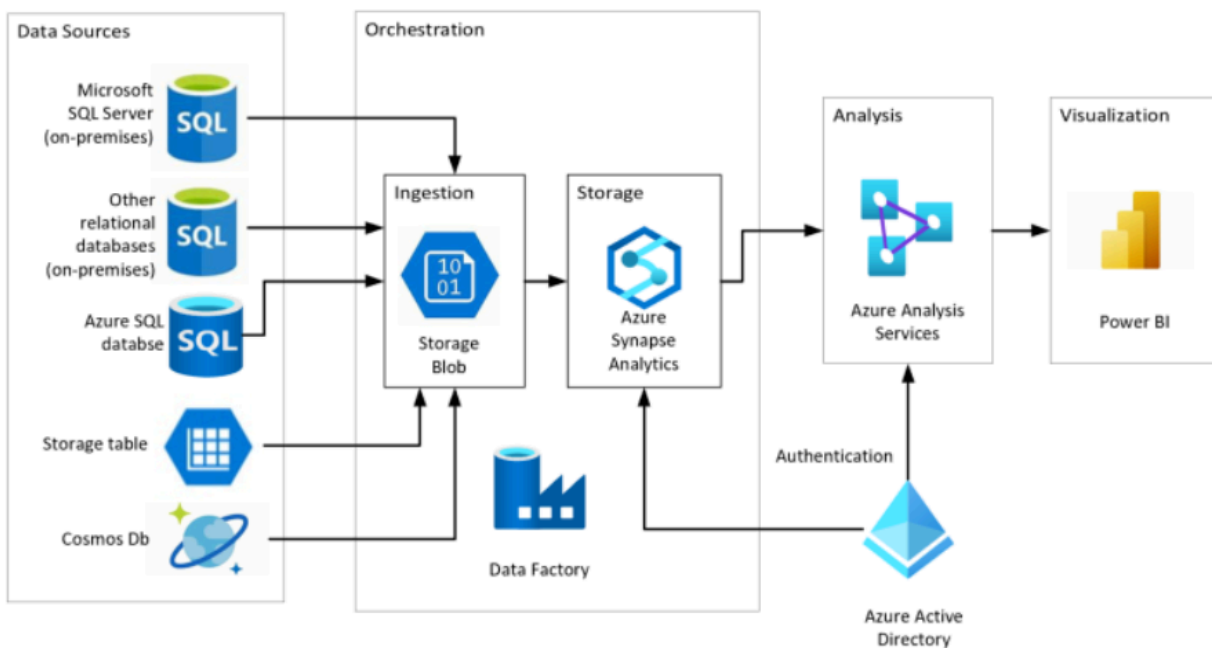 Data Sources
Microsoft
SQL Server
(on-premises)
SQL
Other
relational
databases
(on-premises)
SQL
Azure SQL
databse
SQL
Storage table
Cosmos Db
Orchestration
Ingestion
10
01
Storage
Blob
Storage
Azure
Synapse
Analytics
Data Factory
Analysis
Azure Analysis
Services
Visualization
Power BI
Authentication
Azure Active
Directory